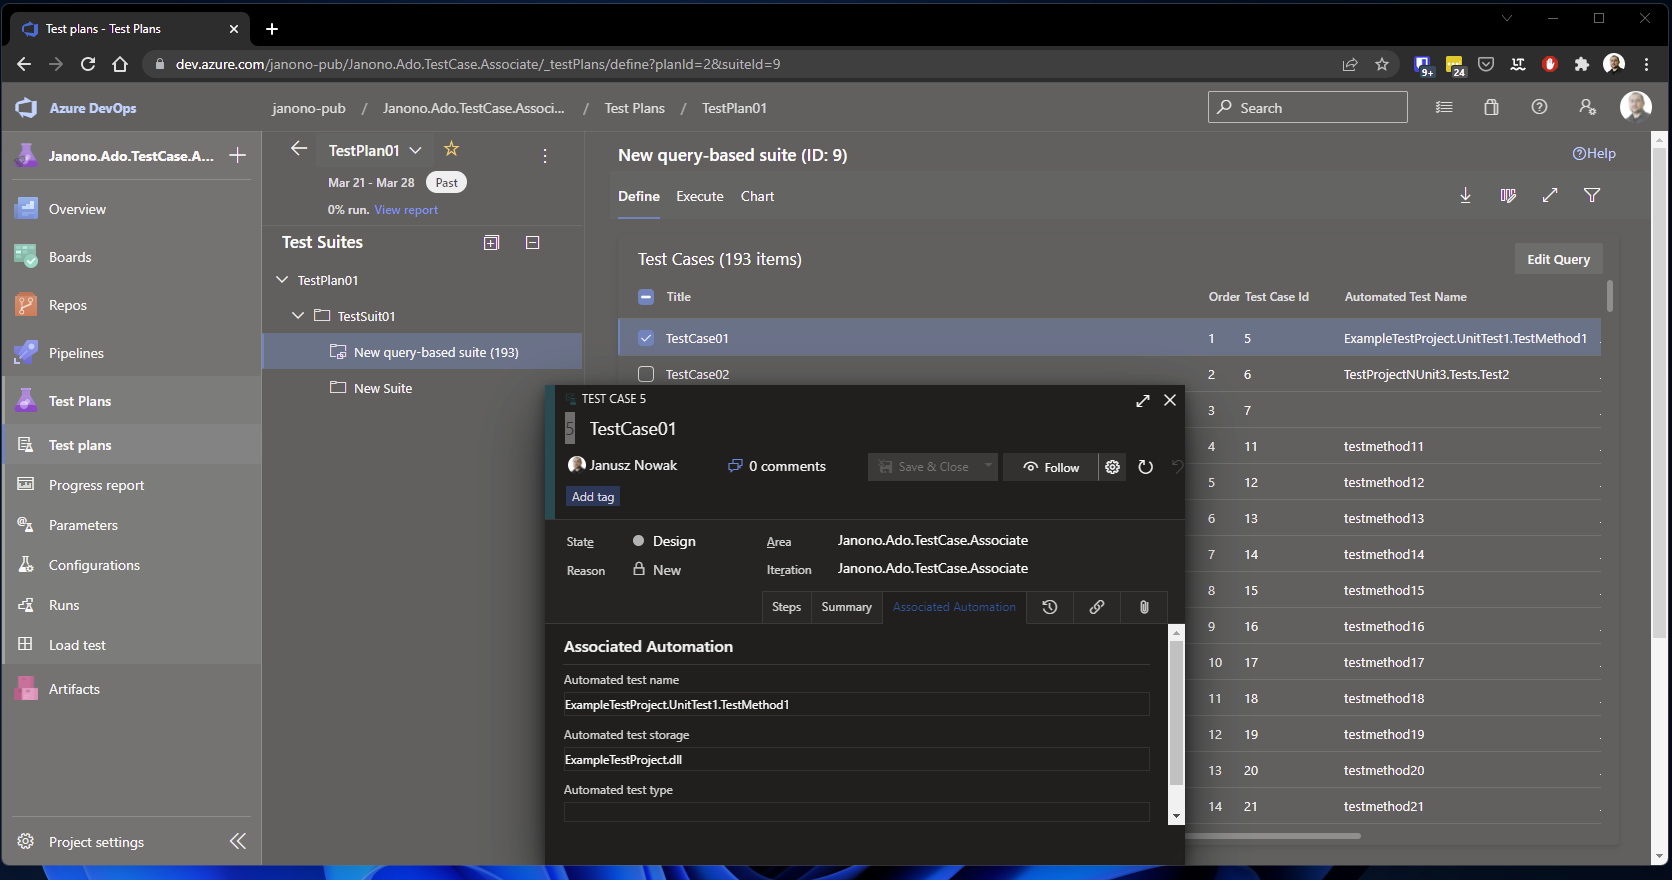 Test plans - Test Plans
dev.azure.com/janono-pub/Janono.Ado.TestCase.Associate/_testPlans/define?planId=2&suiteId=9
9+
24
Azure DevOps
janono-pub / Janono.Ado.TestCase.Associ... / Test Plans / TestPlan01
Search
Janono.Ado.TestCase.A...
Overview
Boards
Repos
Pipelines
Test Plans
Test plans
Progress report
Parameters
Configurations
Runs
Load test
Artifacts
Project settings
TestPlan01
Mar 21 - Mar 28 Past
0% run. View report
Test Suites
TestPlan01
TestSuit01
New query-based suite (193)
New Suite
New query-based suite (ID: 9)
Help
Define Execute Chart
Test Cases (193 items)
Edit Query
Title Order Test Case Id Automated Test Name
TestCase01 1 5 ExampleTestProject.UnitTest1.TestMethod1
TestCase02 2 6 TestProjectNUnit3.Tests.Test2
3 7
4 11 testmethod11
5 12 testmethod12
6 13 testmethod13
7 14 testmethod14
8 15 testmethod15
9 16 testmethod16
10 17 testmethod17
11 18 testmethod18
12 19 testmethod19
13 20 testmethod20
14 21 testmethod21
TEST CASE 5
5 TestCase01
Janusz Nowak
0 comments
Save & Close
Follow
Add tag
State Design
Area Janono.Ado.TestCase.Associate
Reason New
Iteration Janono.Ado.TestCase.Associate
Steps Summary Associated Automation
Associated Automation
Automated test name
ExampleTestProject.UnitTest1.TestMethod1
Automated test storage
ExampleTestProject.dll
Automated test type